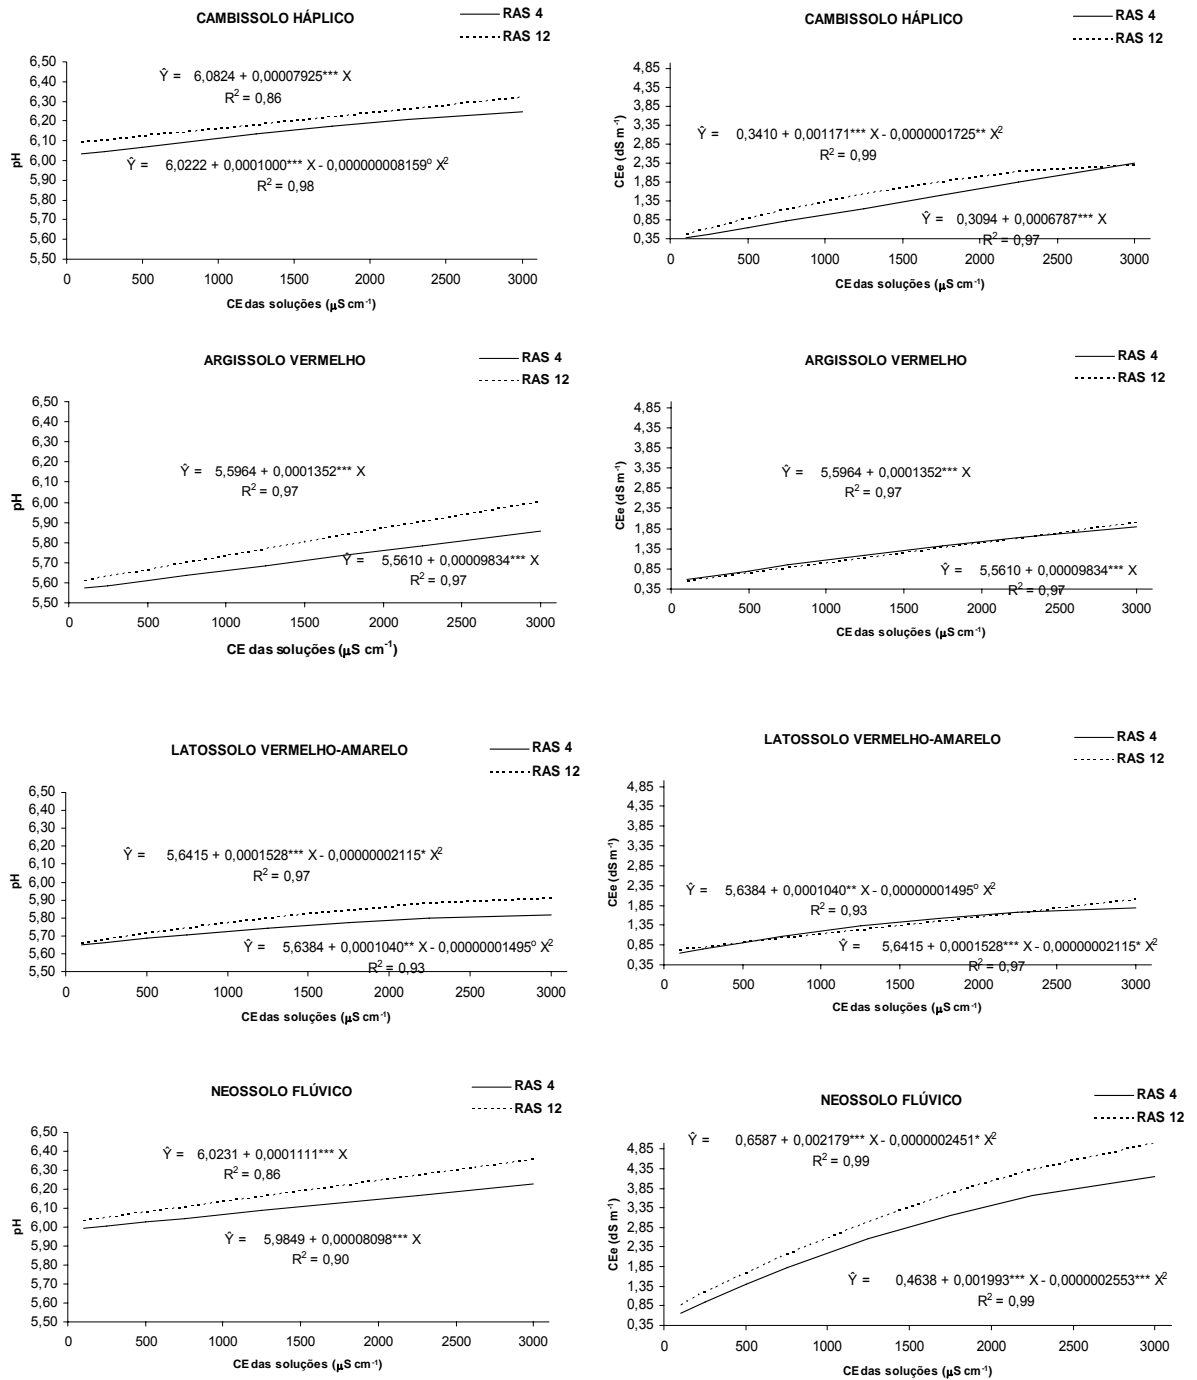 CAMBISSOLO HÁPLICO
RAS 4
RAS 12
6,50
6,40
6,30
6,20
6,10
6,00
5,90
5,80
5,70
5,60
5,50
pH
Ŷ = 6,0824 + 0,00007925*** X
R² = 0,86
Ŷ = 6,0222 + 0,0001000*** X - 0,000000008159º X²
R² = 0,98
0 500 1000 1500 2000 2500 3000
CE das soluções (µS cm⁻¹)
CAMBISSOLO HÁPLICO
RAS 4
RAS 12
4,85
4,35
3,85
3,35
2,85
2,35
1,85
1,35
0,85
0,35
CEe (dS m⁻¹)
Ŷ = 0,3410 + 0,001171*** X - 0,0000001725** X²
R² = 0,99
Ŷ = 0,3094 + 0,0006787*** X
R² = 0,97
0 500 1000 1500 2000 2500 3000
CE das soluções (µS cm⁻¹)
ARGISSOLO VERMELHO
RAS 4
RAS 12
6,50
6,40
6,30
6,20
6,10
6,00
5,90
5,80
5,70
5,60
5,50
pH
Ŷ = 5,5964 + 0,0001352*** X
R² = 0,97
Ŷ = 5,5610 + 0,00009834*** X
R² = 0,97
0 500 1000 1500 2000 2500 3000
CE das soluções (µS cm⁻¹)
ARGISSOLO VERMELHO
RAS 4
RAS 12
4,85
4,35
3,85
3,35
2,85
2,35
1,85
1,35
0,85
0,35
CEe (dS m⁻¹)
Ŷ = 5,5964 + 0,0001352*** X
R² = 0,97
Ŷ = 5,5610 + 0,00009834*** X
R² = 0,97
0 500 1000 1500 2000 2500 3000
CE das soluções (µS cm⁻¹)
LATOSSOLO VERMELHO-AMARELO
RAS 4
RAS 12
6,50
6,40
6,30
6,20
6,10
6,00
5,90
5,80
5,70
5,60
5,50
pH
Ŷ = 5,6415 + 0,0001528*** X - 0,00000002115* X²
R² = 0,97
Ŷ = 5,6384 + 0,0001040** X - 0,00000001495º X²
R² = 0,93
0 500 1000 1500 2000 2500 3000
CE das soluções (µS cm⁻¹)
LATOSSOLO VERMELHO-AMARELO
RAS 4
RAS 12
4,85
4,35
3,85
3,35
2,85
2,35
1,85
1,35
0,85
0,35
CEe (dS m⁻¹)
Ŷ = 5,6384 + 0,0001040** X - 0,00000001495º X²
R² = 0,93
Ŷ = 5,6415 + 0,0001528*** X - 0,00000002115* X²
R² = 0,97
0 500 1000 1500 2000 2500 3000
CE das soluções (µS cm⁻¹)
NEOSSOLO FLÚVICO
RAS 4
RAS 12
6,50
6,40
6,30
6,20
6,10
6,00
5,90
5,80
5,70
5,60
5,50
pH
Ŷ = 6,0231 + 0,0001111*** X
R² = 0,86
Ŷ = 5,9849 + 0,00008098*** X
R² = 0,90
0 500 1000 1500 2000 2500 3000
CE das soluções (µS cm⁻¹)
NEOSSOLO FLÚVICO
RAS 4
RAS 12
4,85
4,35
3,85
3,35
2,85
2,35
1,85
1,35
0,85
0,35
CEe (dS m⁻¹)
Ŷ = 0,6587 + 0,002179*** X - 0,0000002451* X²
R² = 0,99
Ŷ = 0,4638 + 0,001993*** X - 0,0000002553*** X²
R² = 0,99
0 500 1000 1500 2000 2500 3000
CE das soluções (µS cm⁻¹)